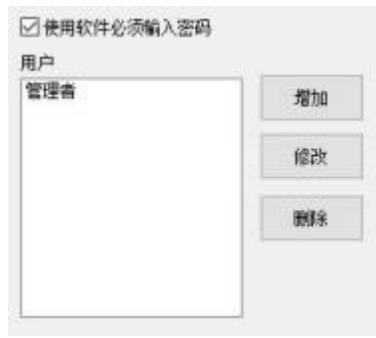 使用软件必须输入密码
用户
管理者
增加
修改
删除